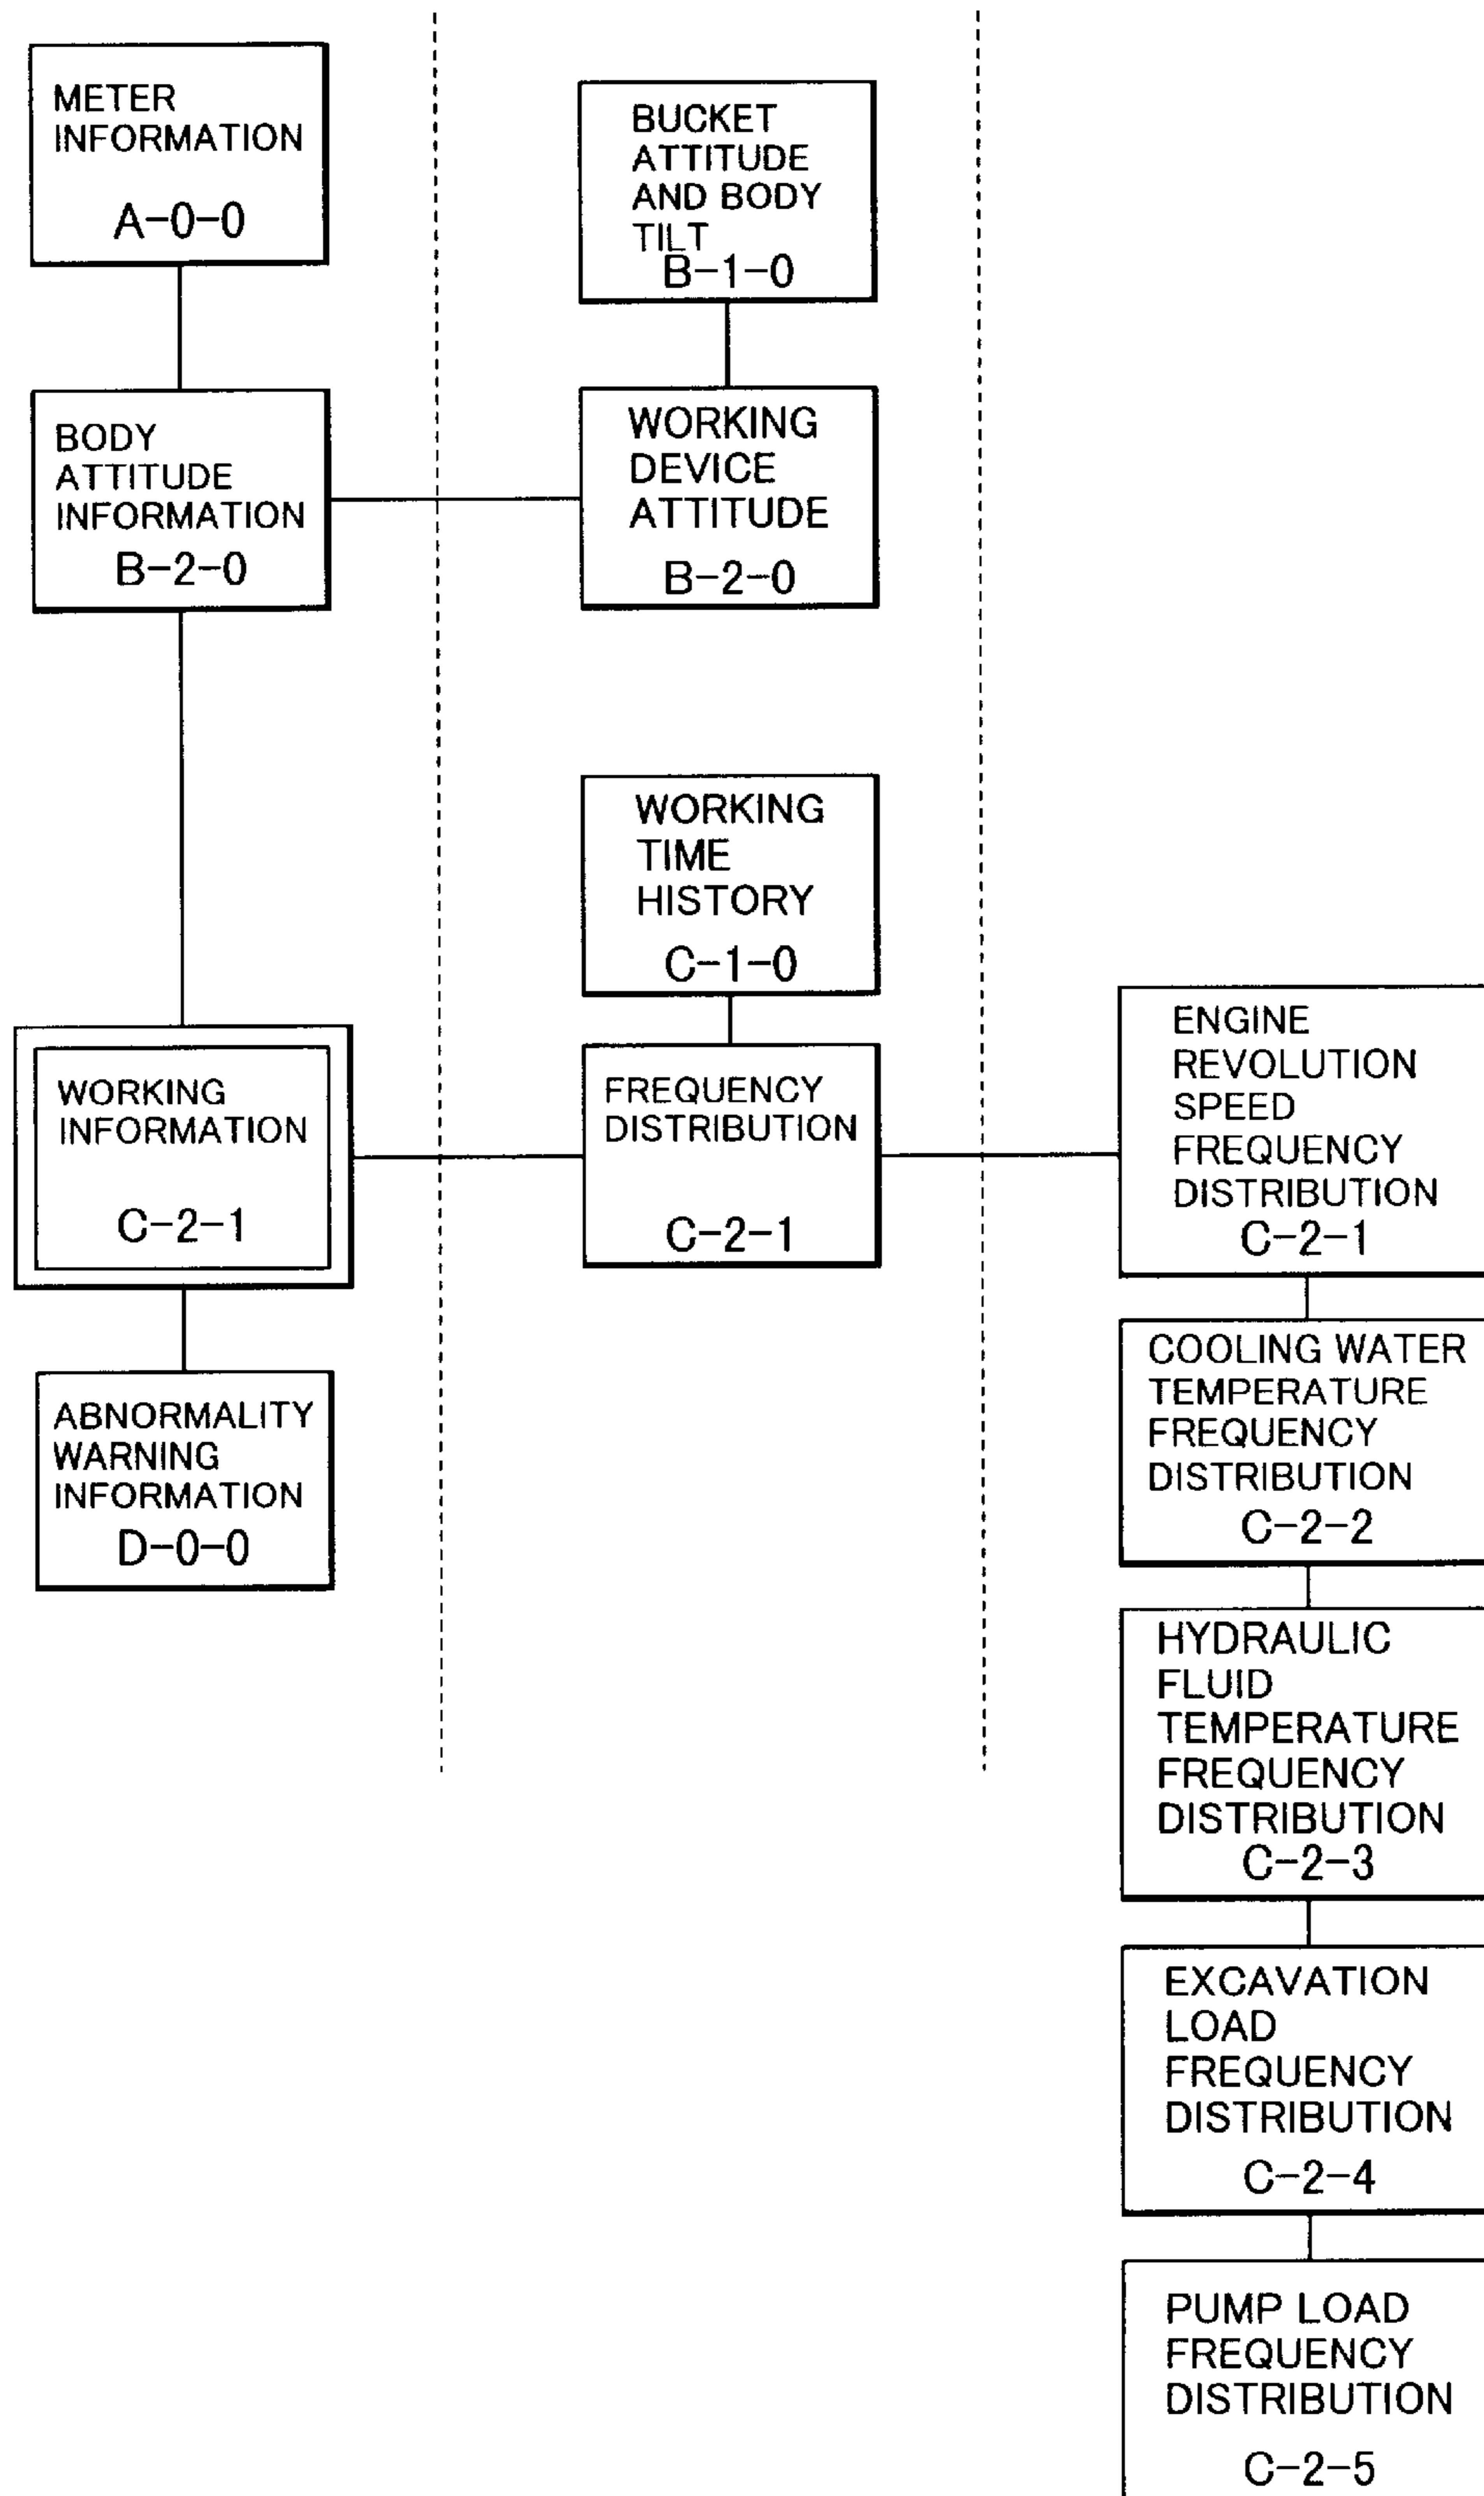 METER
INFORMATION
A-0-0
BODY
ATTITUDE
INFORMATION
B-2-0
WORKING
INFORMATION
C-2-1
ABNORMALITY
WARNING
INFORMATION
D-0-0
BUCKET
ATTITUDE
AND BODY
TILT
B-1-0
WORKING
DEVICE
ATTITUDE
B-2-0
WORKING
TIME
HISTORY
C-1-0
FREQUENCY
DISTRIBUTION
C-2-1
ENGINE
REVOLUTION
SPEED
FREQUENCY
DISTRIBUTION
C-2-1
COOLING WATER
TEMPERATURE
FREQUENCY
DISTRIBUTION
C-2-2
HYDRAULIC
FLUID
TEMPERATURE
FREQUENCY
DISTRIBUTION
C-2-3
EXCAVATION
LOAD
FREQUENCY
DISTRIBUTION
C-2-4
PUMP LOAD
FREQUENCY
DISTRIBUTION
C-2-5